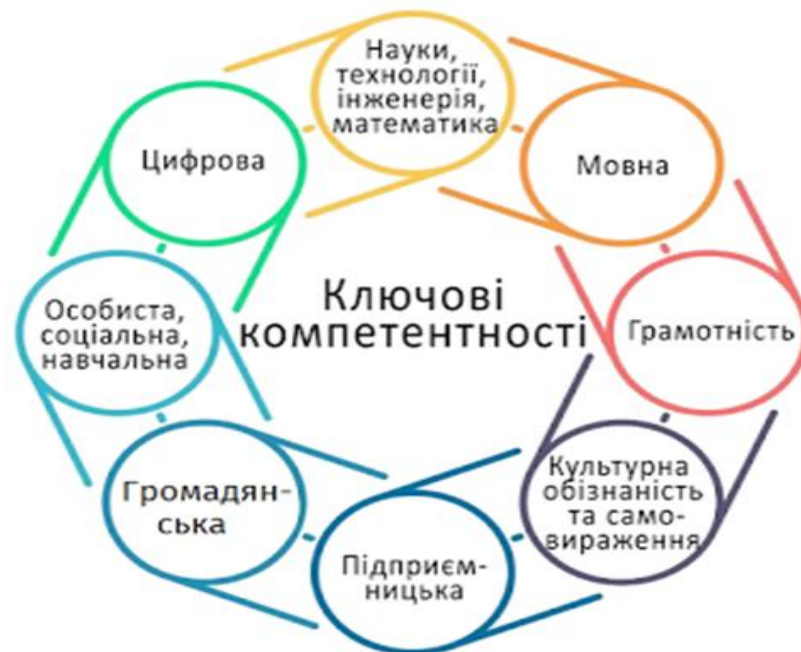 Науки,
технології,
інженерія,
математика
Мовна
Грамотність
Культурна
обізнаність
та само-
вираження
Підприєм-
ницька
Громадян-
ська
Особиста,
соціальна,
навчальна
Цифрова
Ключові
компетентності